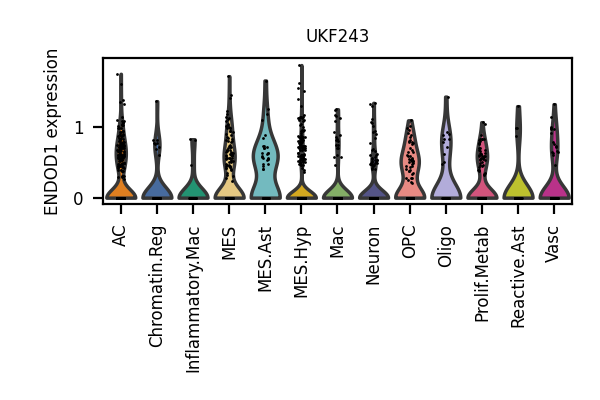 UKF243
ENDOD1 expression
1
0
AC
Chromatin.Reg
Inflammatory.Mac
MES
MES.Ast
MES.Hyp
Mac
Neuron
OPC
Oligo
Prolif.Metab
Reactive.Ast
Vasc